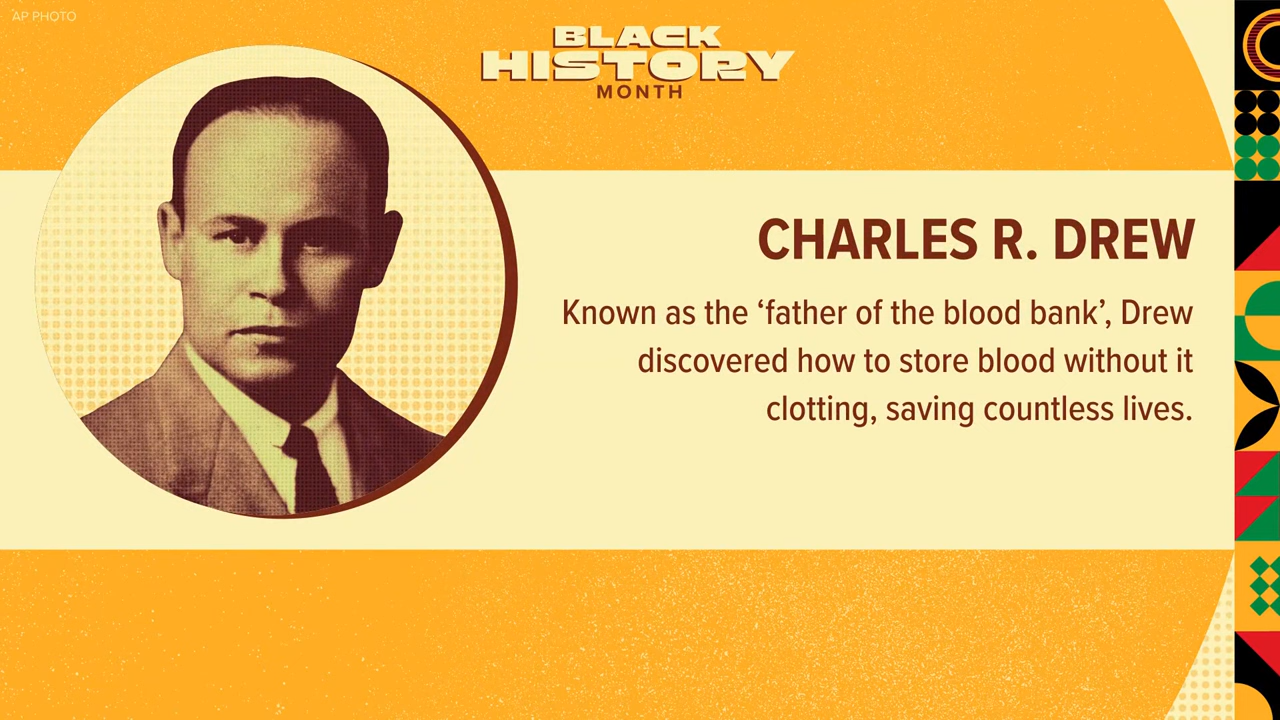 AP PHOTO
BLACK
HISTORY
MONTH
CHARLES R. DREW
Known as the ‘father of the blood bank’, Drew
discovered how to store blood without it
clotting, saving countless lives.